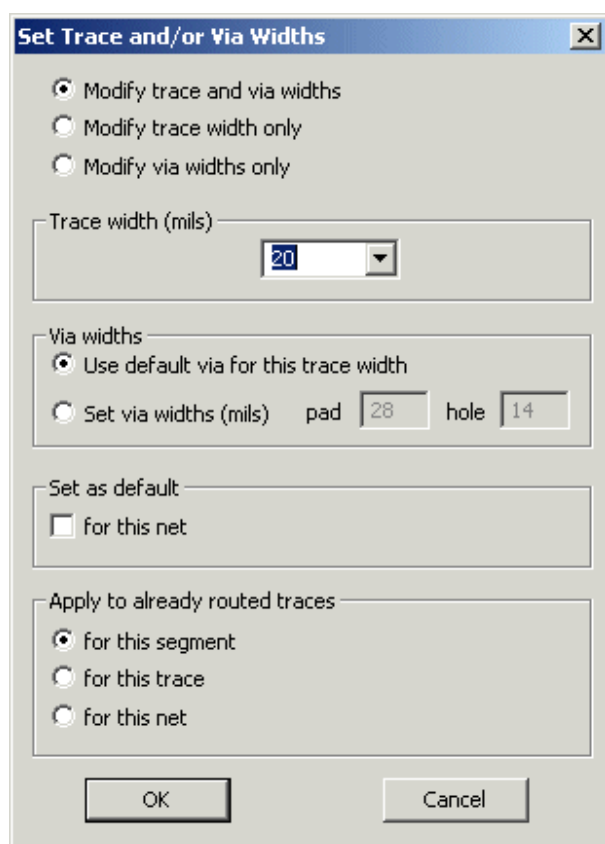 Set Trace and/or Via Widths
Modify trace and via widths
Modify trace width only
Modify via widths only
Trace width (mils)
20
Via widths
Use default via for this trace width
Set via widths (mils) pad 28 hole 14
Set as default
for this net
Apply to already routed traces
for this segment
for this trace
for this net
OK Cancel